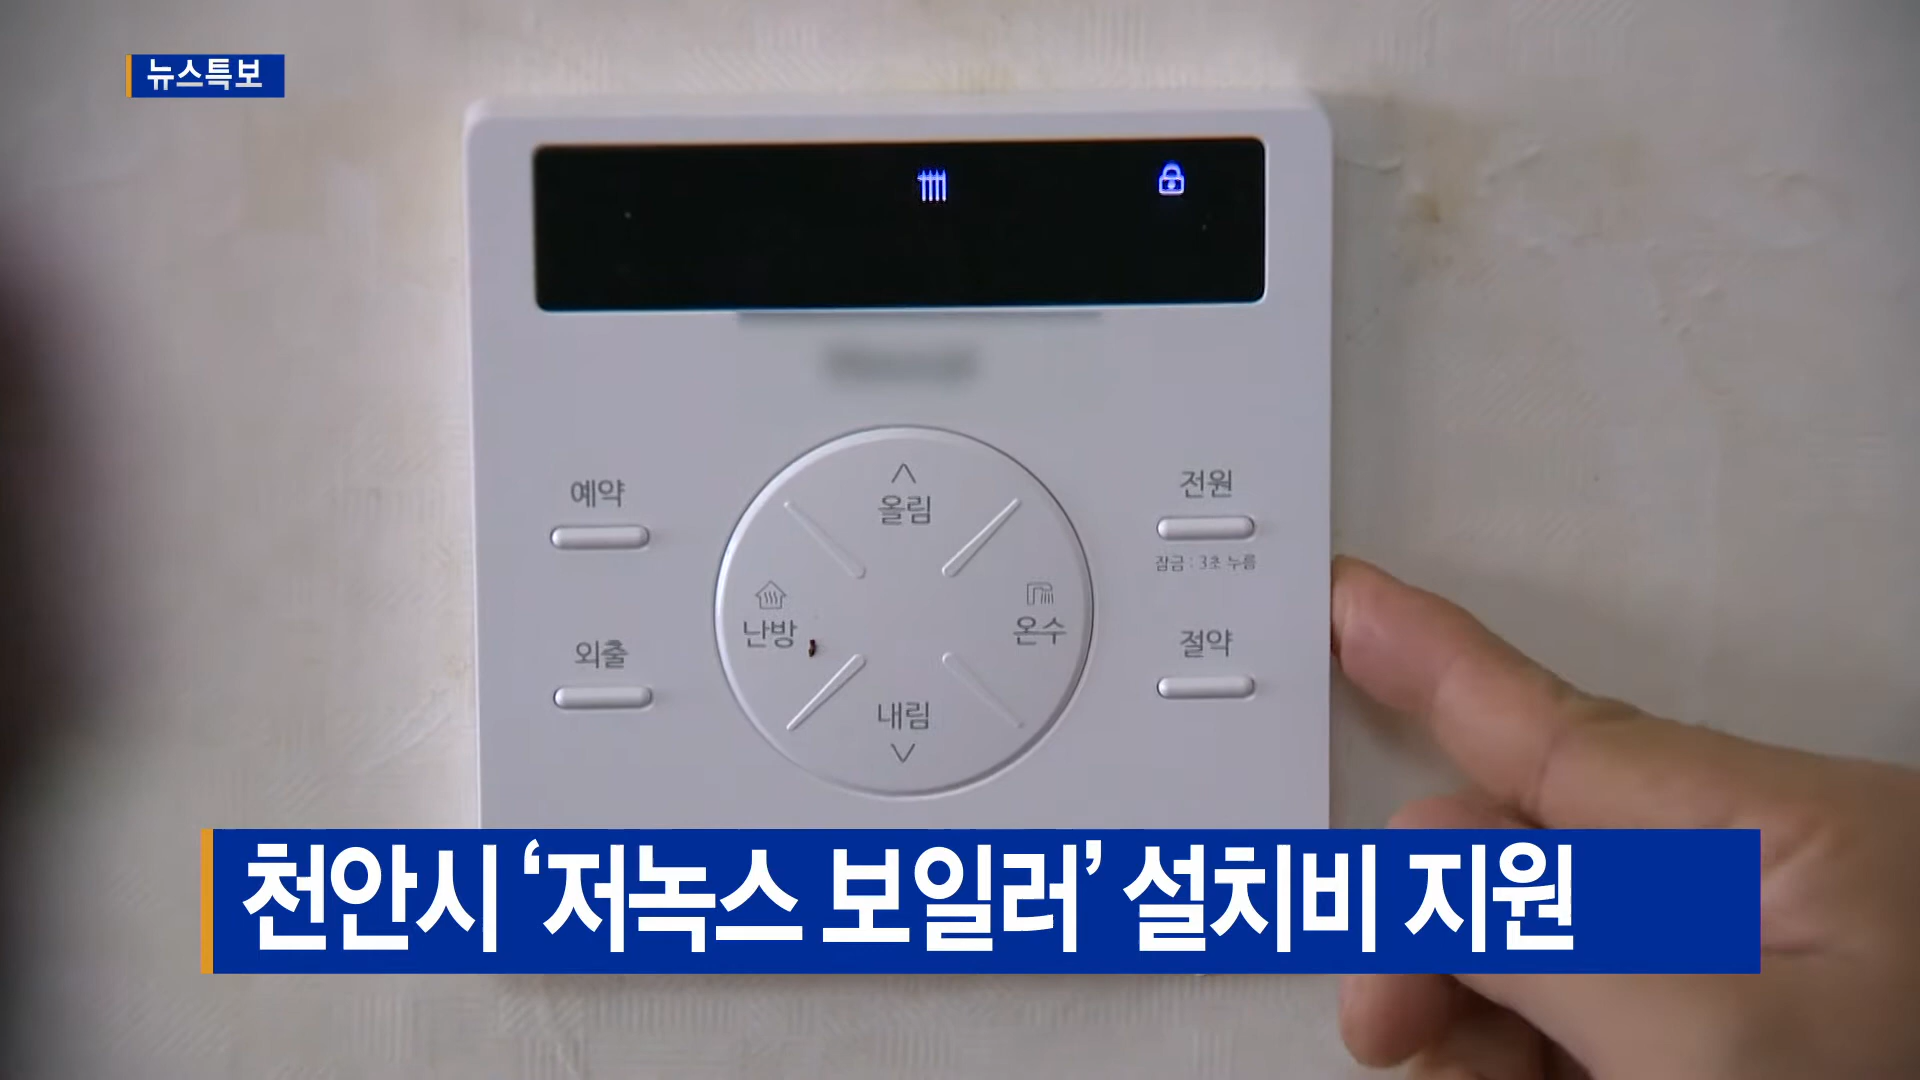 뉴스특보
예약
올림
전원
잠금 : 3초 누름
난방
온수
외출
절약
내림
천안시 ‘저녹스 보일러’ 설치비 지원